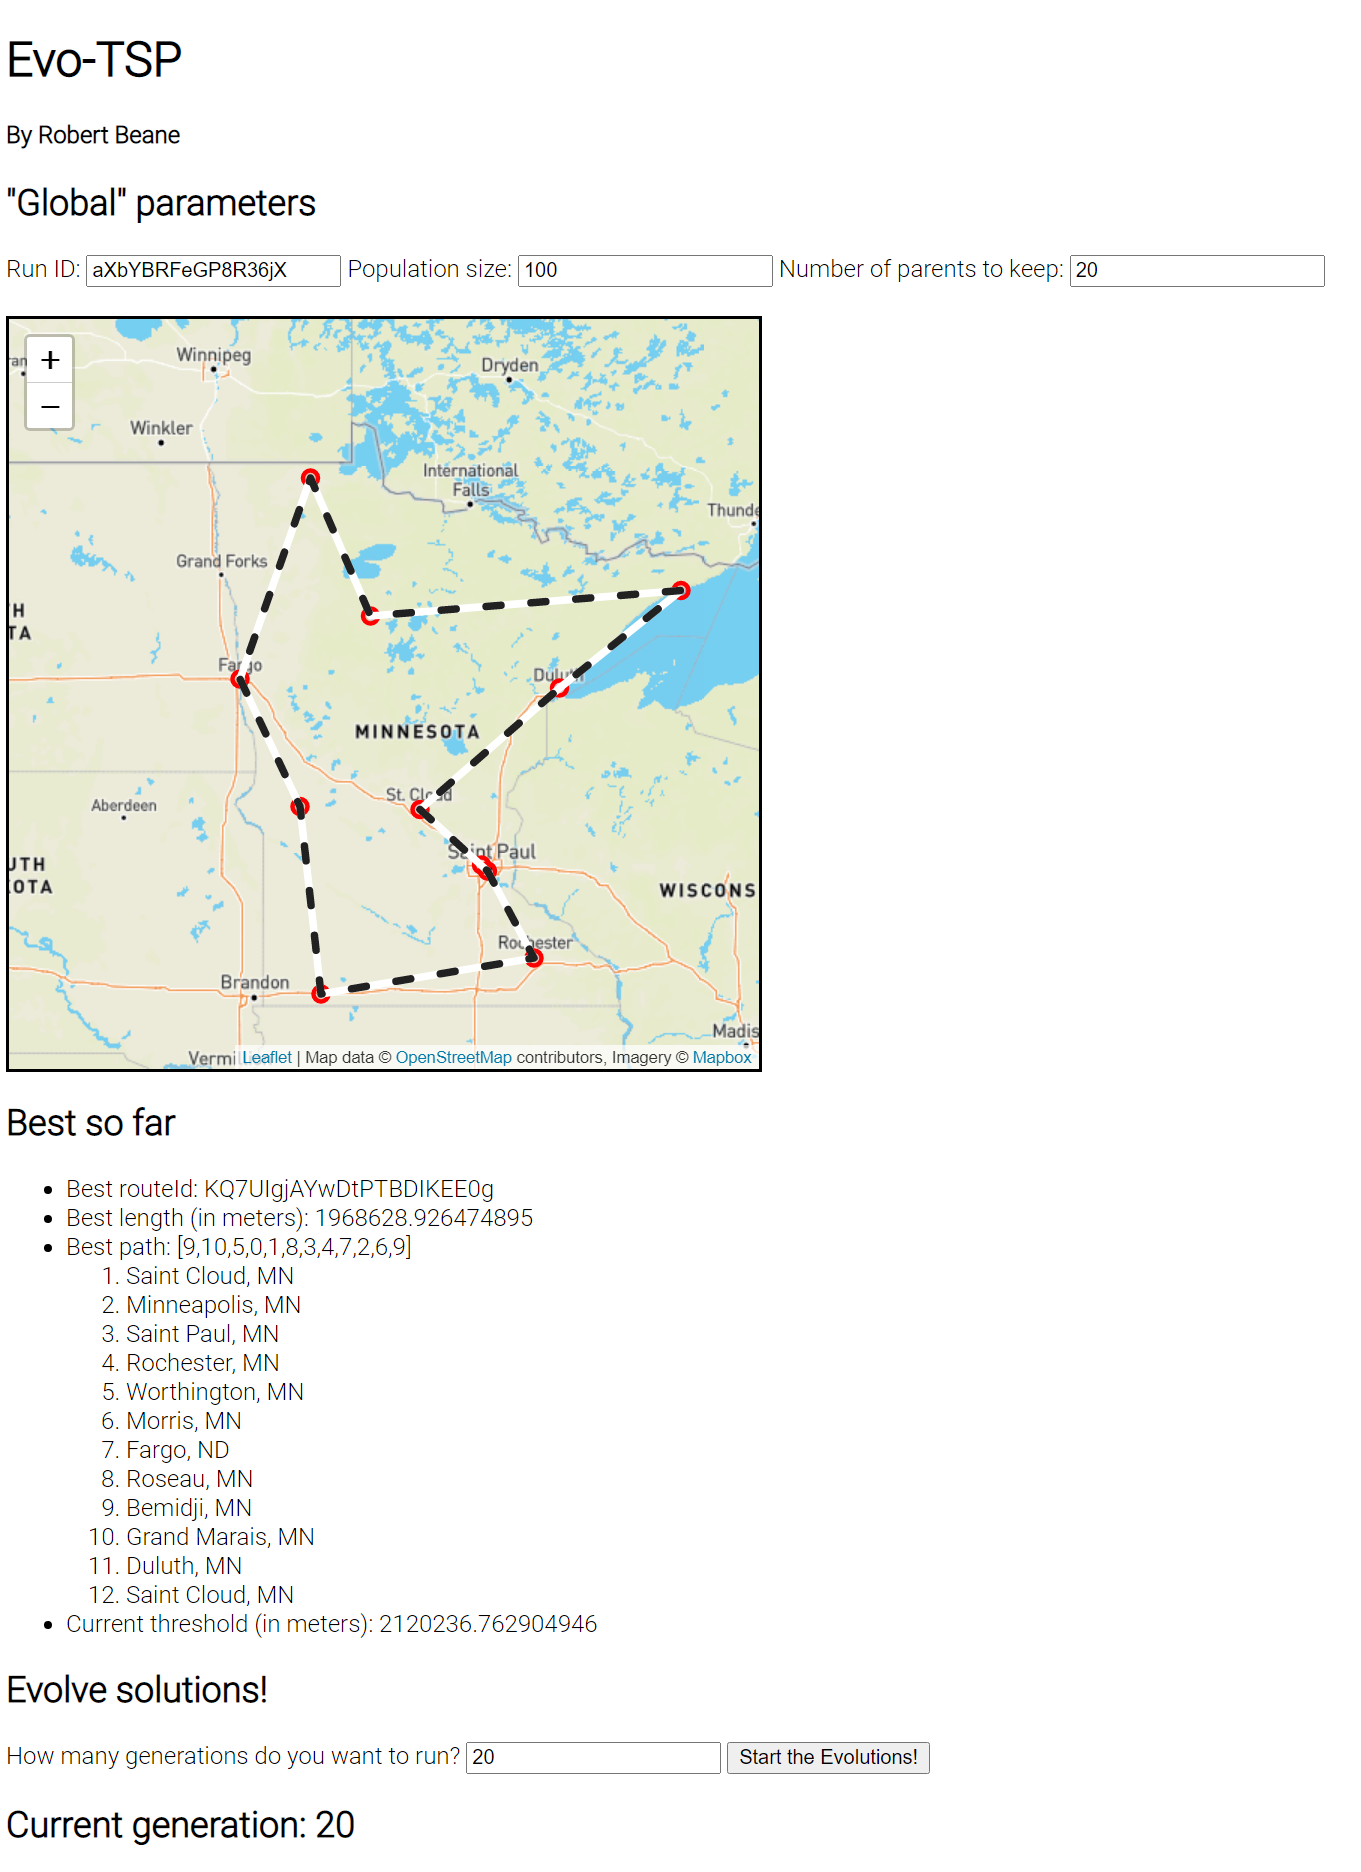 Evo-TSP
By Robert Beane
"Global" parameters
Run ID: aXbYBRFeGP8R36jX Population size: 100 Number of parents to keep: 20
+
−
Winnipeg
Dryden
Winkler
International
Falls
Thunde
Grand Forks
H
TA
Fargo
Duluth
MINNESOTA
Aberdeen
St. Cloud
Saint Paul
UTH
KOTA
WISCONS
Rochester
Brandon
Madis
Vermi
Leaflet | Map data © OpenStreetMap contributors, Imagery © Mapbox
Best so far
• Best routeId: KQ7UIgjAYwDtPTBDIKEE0g
• Best length (in meters): 1968628.926474895
• Best path: [9,10,5,0,1,8,3,4,7,2,6,9]
1. Saint Cloud, MN
2. Minneapolis, MN
3. Saint Paul, MN
4. Rochester, MN
5. Worthington, MN
6. Morris, MN
7. Fargo, ND
8. Roseau, MN
9. Bemidji, MN
10. Grand Marais, MN
11. Duluth, MN
12. Saint Cloud, MN
• Current threshold (in meters): 2120236.762904946
Evolve solutions!
How many generations do you want to run? 20 Start the Evolutions!
Current generation: 20